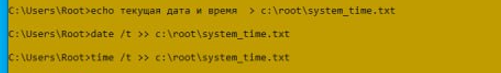 C:\Users\Root>echo текущая дата и время  > c:\root\system_time.txt
C:\Users\Root>date /t >> c:\root\system_time.txt
C:\Users\Root>time /t >> c:\root\system_time.txt